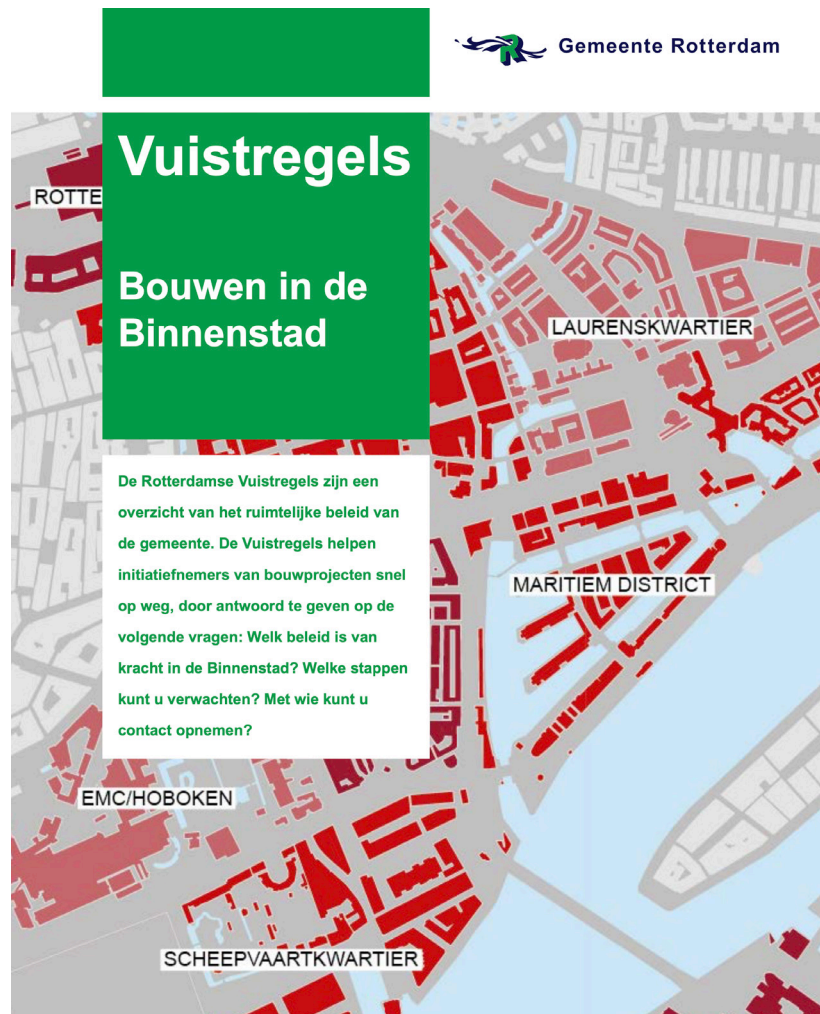 Gemeente Rotterdam
Vuistregels
Bouwen in de
Binnenstad
De Rotterdamse Vuistregels zijn een
overzicht van het ruimtelijke beleid van
de gemeente. De Vuistregels helpen
initiatiefnemers van bouwprojecten snel
op weg, door antwoord te geven op de
volgende vragen: Welk beleid is van
kracht in de Binnenstad? Welke stappen
kunt u verwachten? Met wie kunt u
contact opnemen?
ROTTE
LAURENSKWARTIER
MARITIEM DISTRICT
EMC/HOBOKEN
SCHEEPVAARTKWARTIER